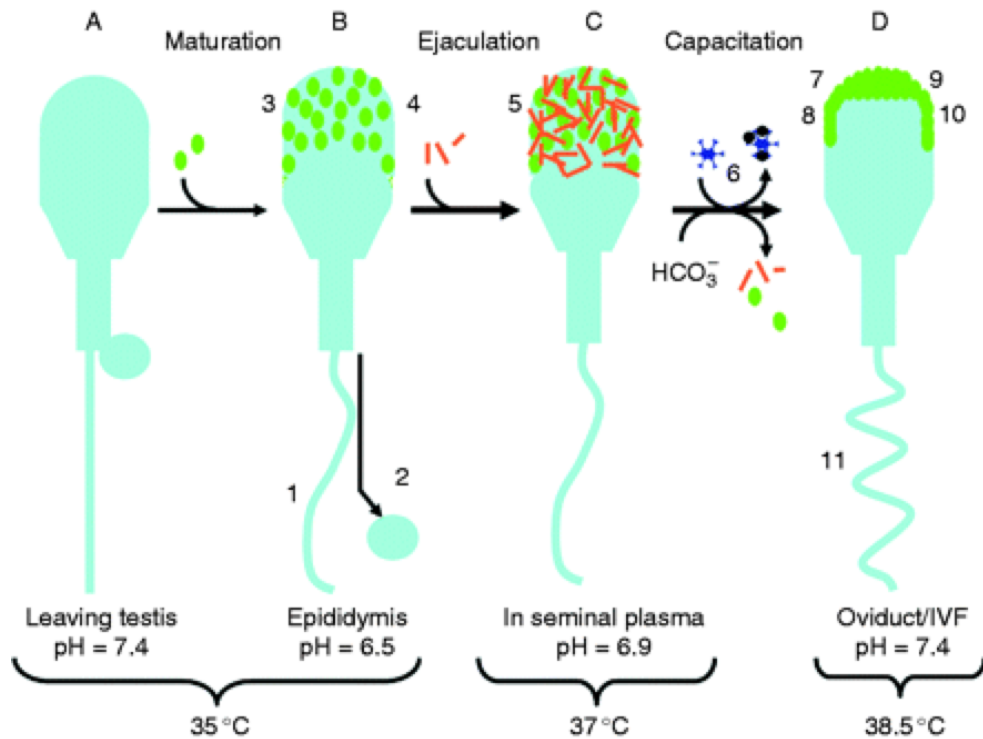 A
B
C
D
Maturation
Ejaculation
Capacitation
3
4
5
6
7
8
9
10
HCO₃⁻
1
2
11
Leaving testis
pH = 7.4
Epididymis
pH = 6.5
In seminal plasma
pH = 6.9
Oviduct/IVF
pH = 7.4
35 °C
37 °C
38.5 °C